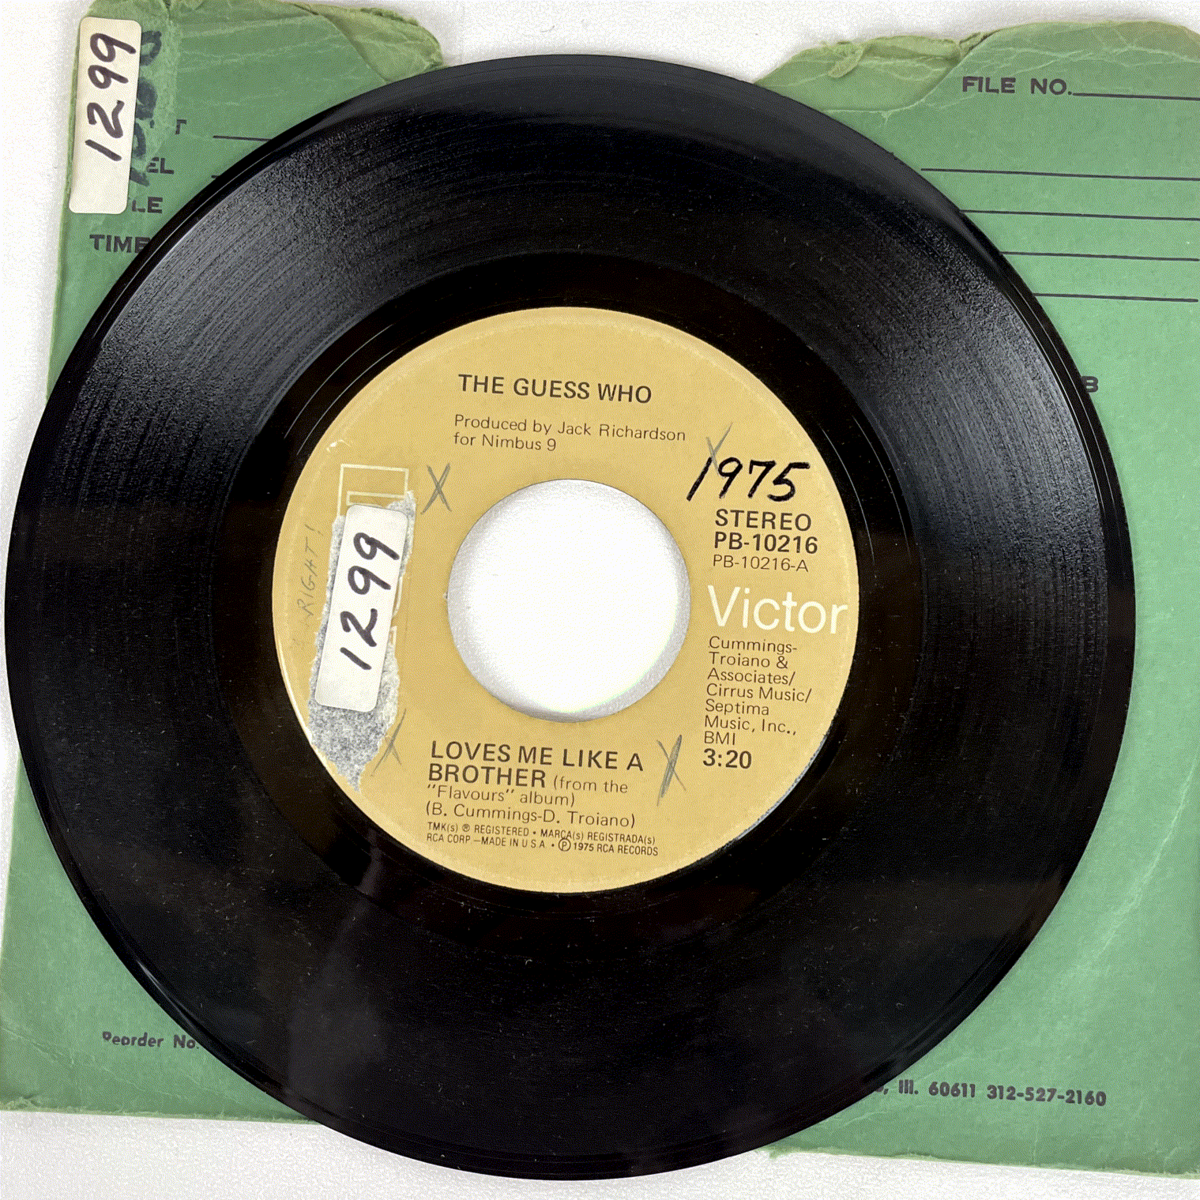 1299
FILE NO.
TIME
THE GUESS WHO
Produced by Jack Richardson
for Nimbus 9
1975
STEREO
PB-10216
PB-10216-A
Victor
RIGHT!
1299
Cummings-
Troiano &
Associates/
Cirrus Music/
Septima
Music, Inc.,
BMI
3:20
LOVES ME LIKE A
BROTHER (from the
"Flavours" album)
(B. Cummings-D. Troiano)
TMK(s) ® REGISTERED • MARCA(s) REGISTRADA(s)
RCA CORP —MADE IN U S A • ℗ 1975 RCA RECORDS
Reorder No.
Ill. 60611 312-527-2160